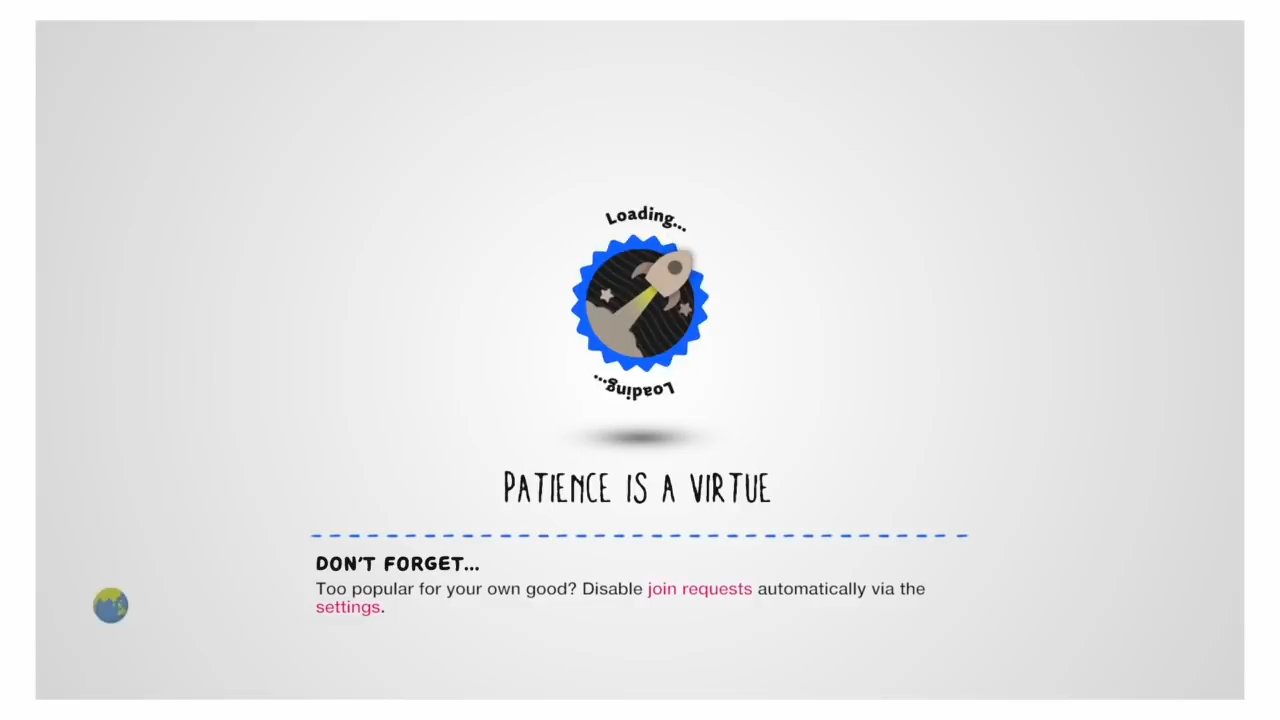 Loading...
Loading...
PATIENCE IS A VIRTUE
DON'T FORGET...
Too popular for your own good? Disable join requests automatically via the
settings.